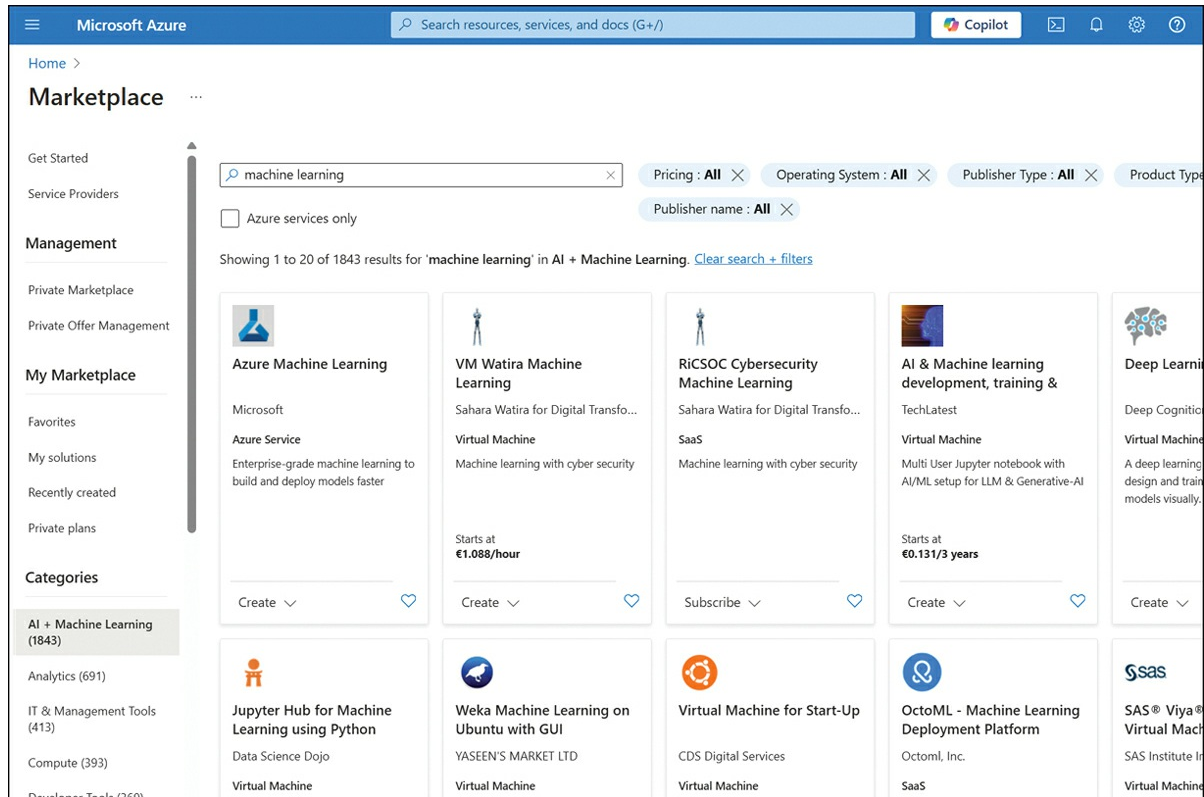 Microsoft Azure
Search resources, services, and docs (G+/)
Copilot
Home >
Marketplace ...
Get Started
Service Providers
Management
Private Marketplace
Private Offer Management
My Marketplace
Favorites
My solutions
Recently created
Private plans
Categories
AI + Machine Learning
(1843)
Analytics (691)
IT & Management Tools
(413)
Compute (393)
machine learning
Pricing : All
Operating System : All
Publisher Type : All
Product Type
Publisher name : All
Azure services only
Showing 1 to 20 of 1843 results for 'machine learning' in AI + Machine Learning. Clear search + filters
Azure Machine Learning
Microsoft
Azure Service
Enterprise-grade machine learning to
build and deploy models faster
Create
VM Watira Machine
Learning
Sahara Watira for Digital Transfo...
Virtual Machine
Machine learning with cyber security
Starts at
€1.088/hour
Create
RiCSOC Cybersecurity
Machine Learning
Sahara Watira for Digital Transfo...
SaaS
Machine learning with cyber security
Subscribe
AI & Machine learning
development, training &
TechLatest
Virtual Machine
Multi User Jupyter notebook with
AI/ML setup for LLM & Generative-AI
Starts at
€0.131/3 years
Create
Deep
Deep
Virtual Machine
A deep learning
design and
models visually.
Create
Jupyter Hub for Machine
Learning using Python
Data Science Dojo
Virtual Machine
Weka Machine Learning on
Ubuntu with GUI
YASEEN'S MARKET LTD
Virtual Machine
Virtual Machine for Start-Up
CDS Digital Services
Virtual Machine
OctoML - Machine Learning
Deployment Platform
Octoml, Inc.
SaaS
sas
SAS® Viya®
Virtual
SAS Institute
Virtual Machine